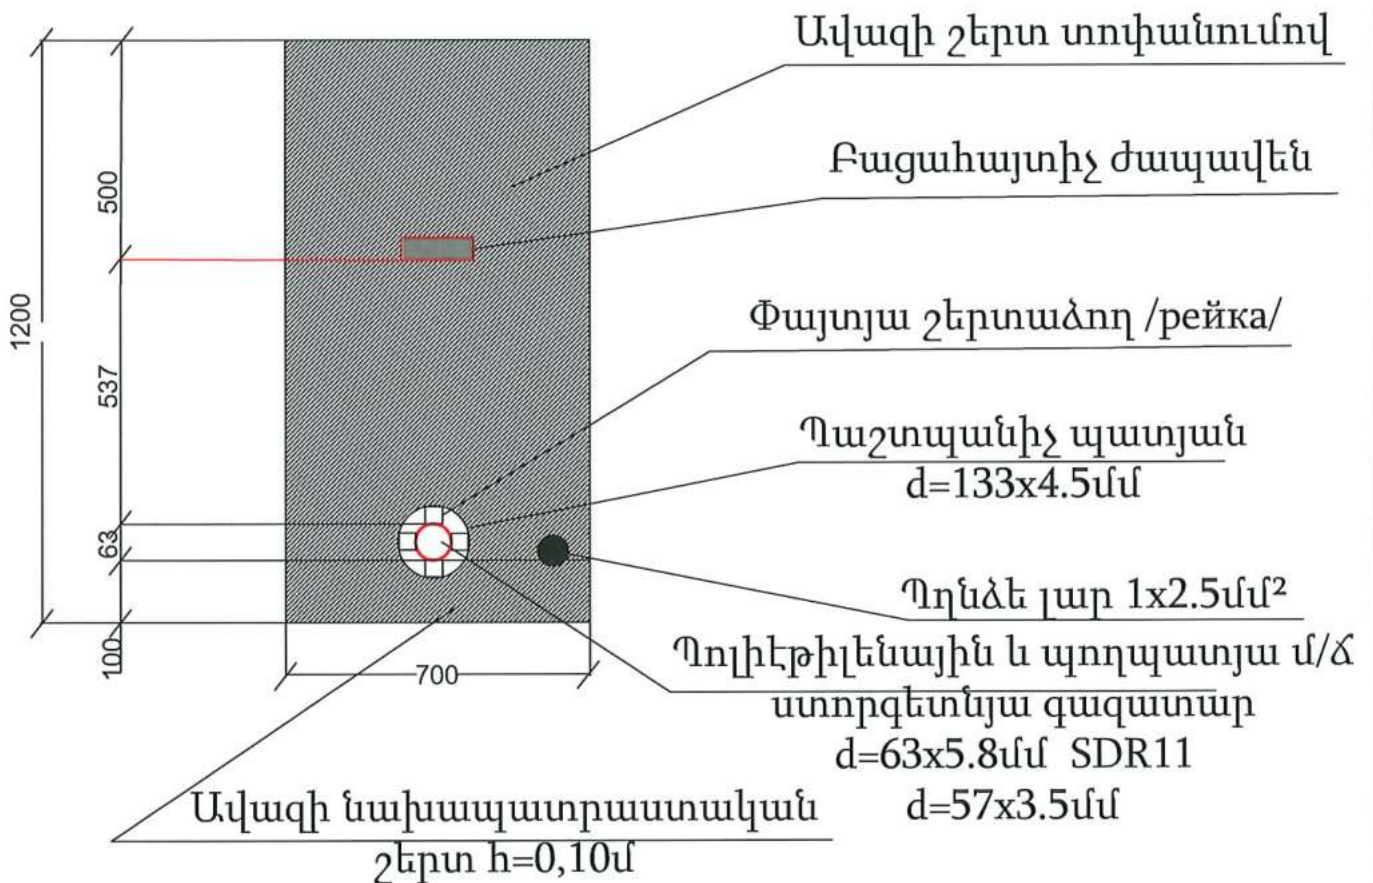 Ավազի շերտ տոփանումով
Բացահայտիչ ժապավեն
500
1200
Փայտյա շերտաձող /рейка/
537
Պաշտպանիչ պատյան
d=133x4.5մմ
63
Պղնձե լար 1x2.5մմ²
100
700
Պոլիէթիլենային և պողպատյա մ/ճ
ստորգետնյա գազատար
d=63x5.8մմ SDR11
d=57x3.5մմ
Ավազի նախապատրաստական
շերտ h=0,10մ